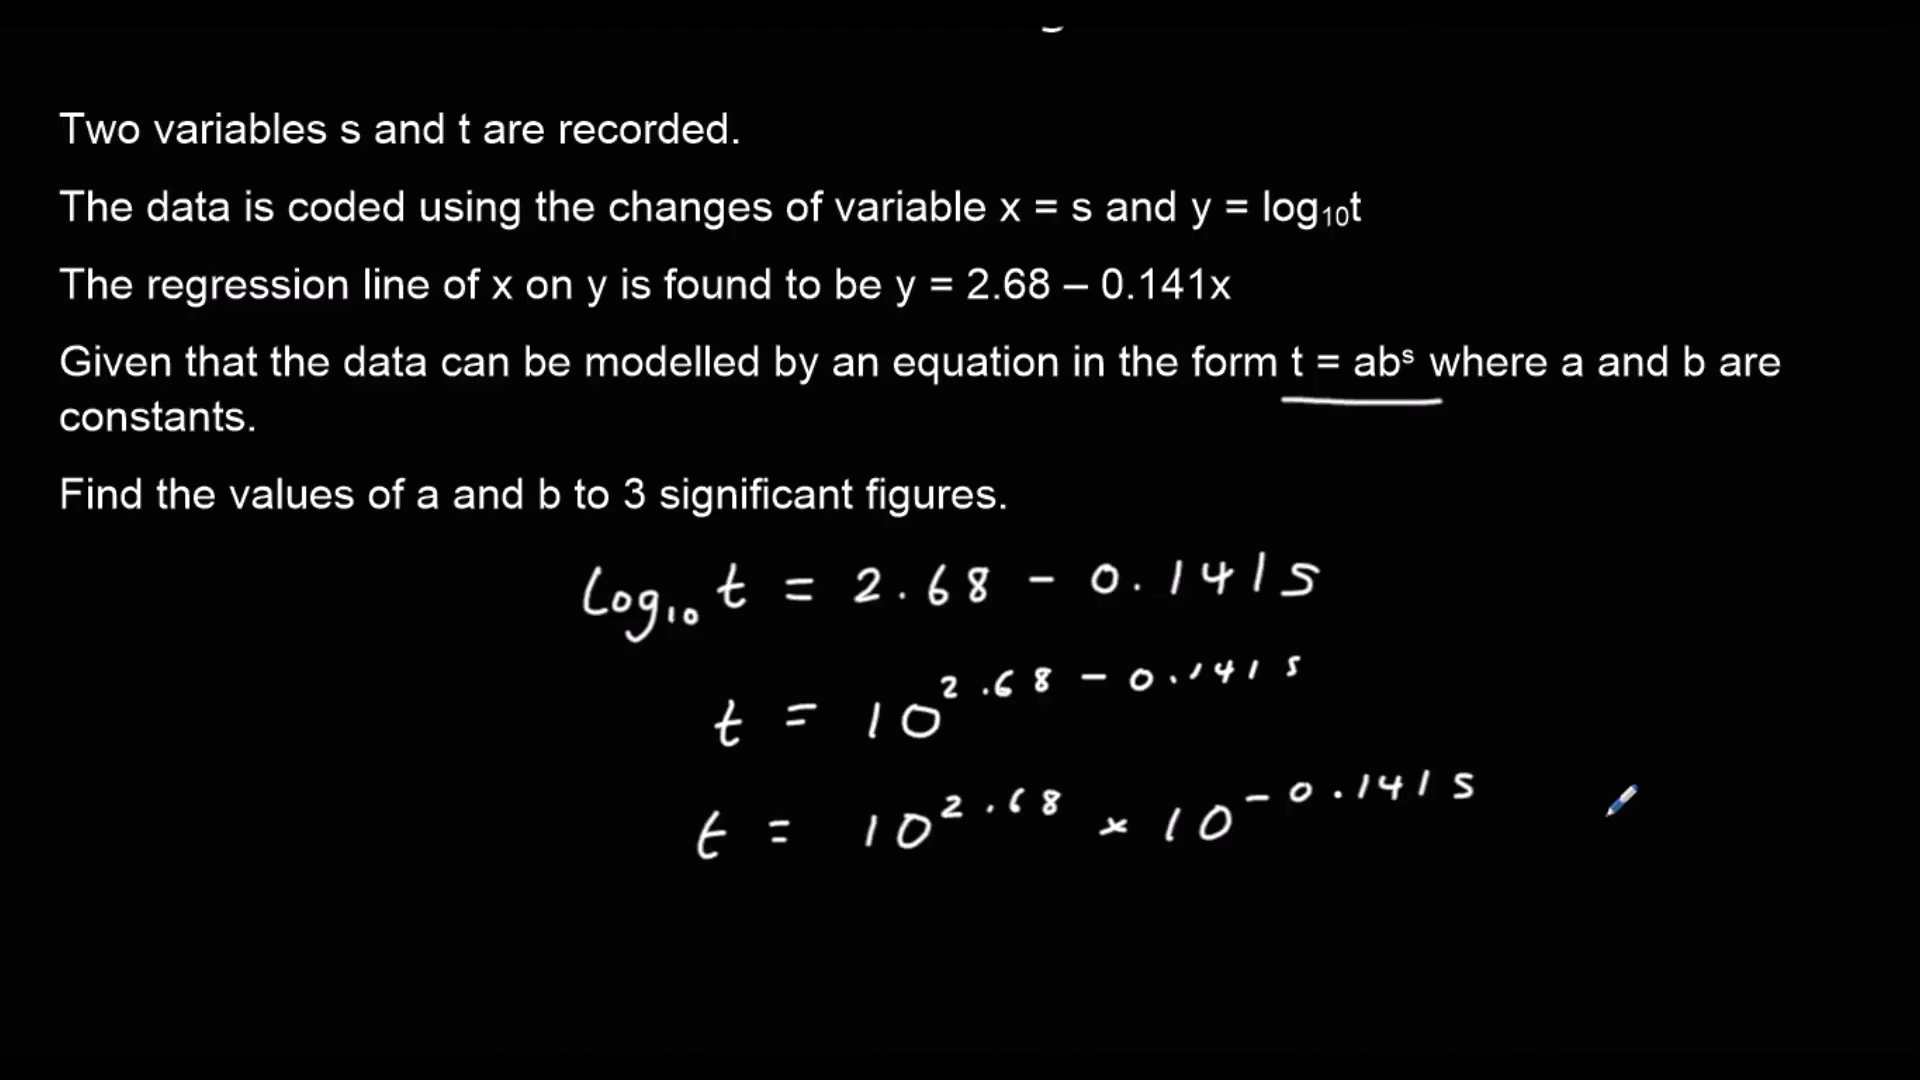 Two variables s and t are recorded.
The data is coded using the changes of variable x = s and y = log₁₀t
The regression line of x on y is found to be y = 2.68 – 0.141x
Given that the data can be modelled by an equation in the form t = abˢ where a and b are
constants.
Find the values of a and b to 3 significant figures.
log₁₀ t = 2.68 - 0.141s
t = 10^2.68 - 0.141s
t = 10^2.68 × 10^-0.141s